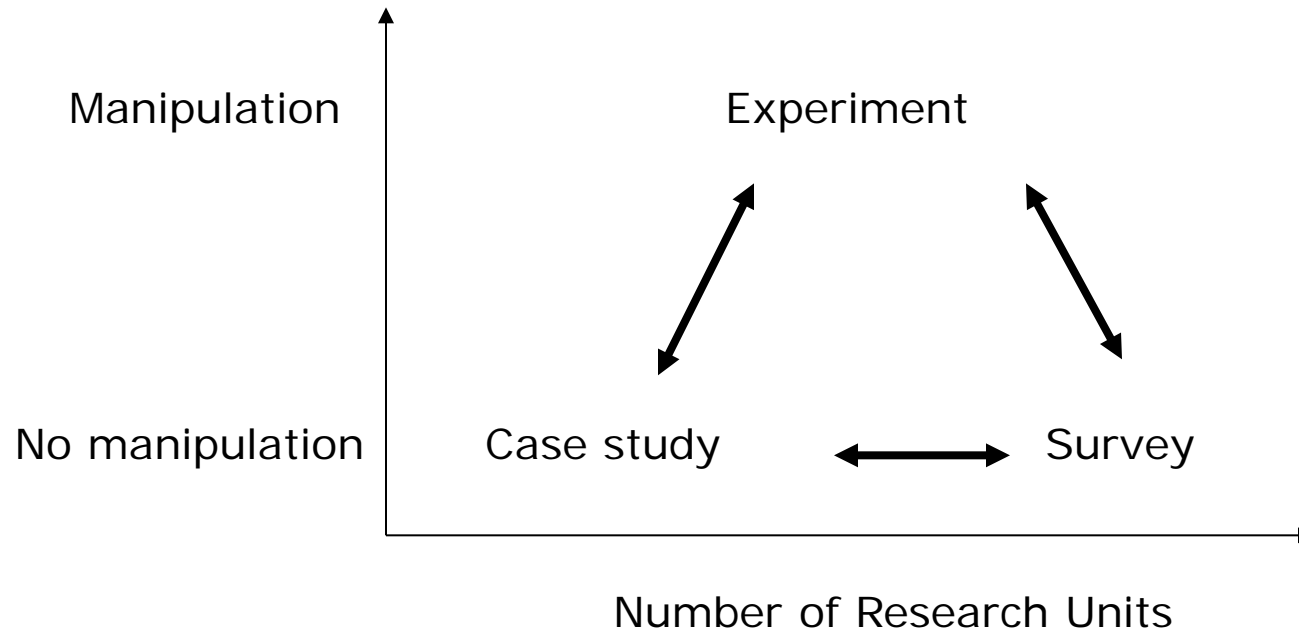 Manipulation Experiment
No manipulation Case study Survey
Number of Research Units